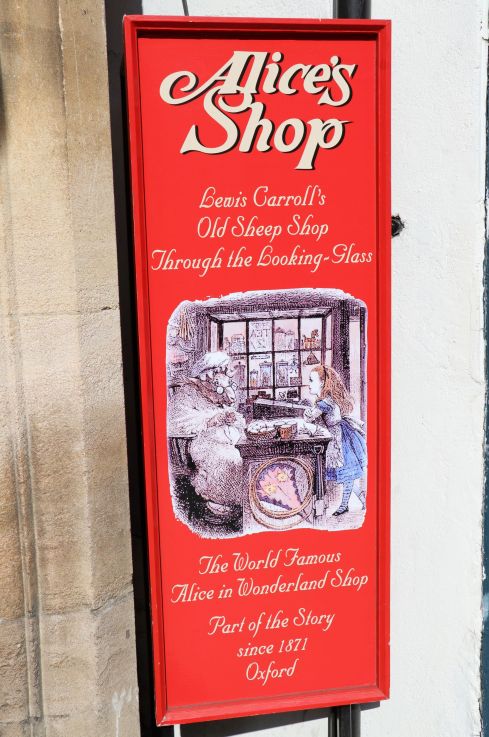 Alice's
Shop
Lewis Carroll's
Old Sheep Shop
Through the Looking-Glass
The World Famous
Alice in Wonderland Shop
Part of the Story
since 1871
Oxford